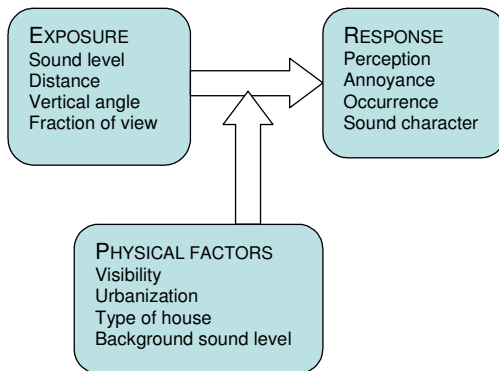 EXPOSURE
Sound level
Distance
Vertical angle
Fraction of view
RESPONSE
Perception
Annoyance
Occurrence
Sound character
PHYSICAL FACTORS
Visibility
Urbanization
Type of house
Background sound level